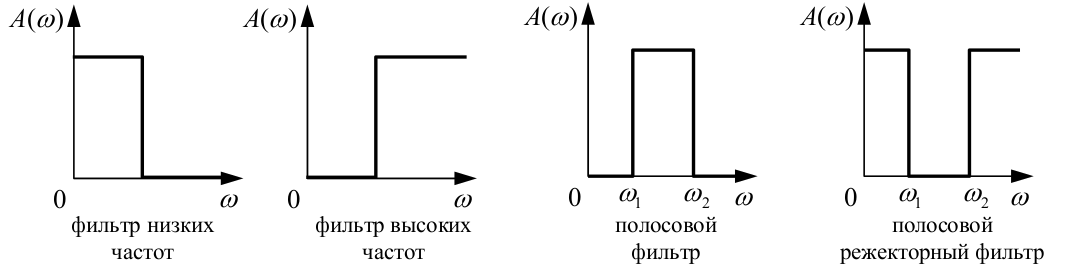 A(ω)
0
ω
фильтр низких
частот
A(ω)
0
ω
фильтр высоких
частот
A(ω)
0
ω₁
ω₂
ω
полосовой
фильтр
A(ω)
0
ω₁
ω₂
ω
полосовой
режекторный фильтр